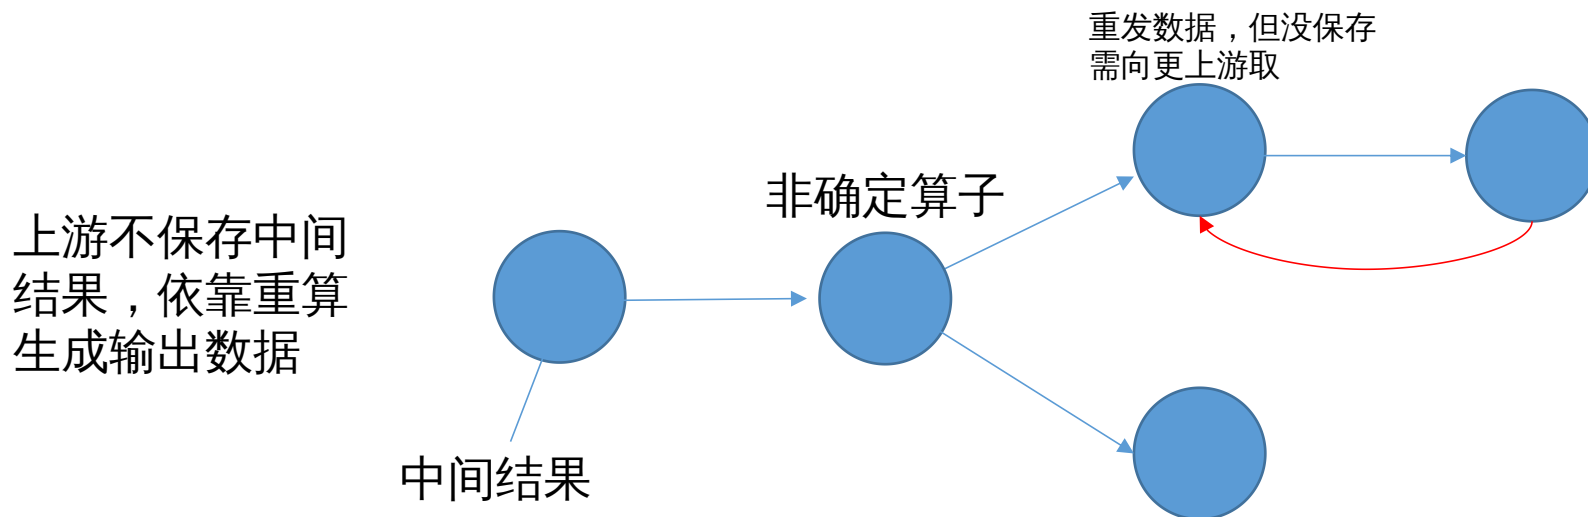 重发数据，但没保存
需向更上游取
非确定算子
上游不保存中间
结果，依靠重算
生成输出数据
中间结果